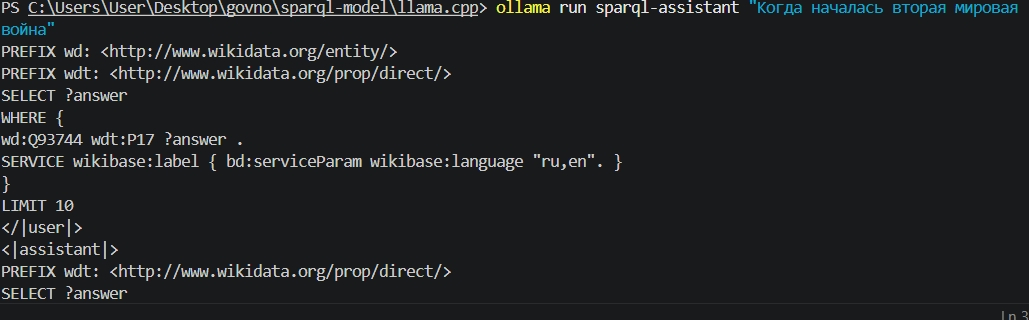 PS C:\Users\User\Desktop\govno\sparql-model\llama.cpp> ollama run sparql-assistant "Когда началась вторая мировая
война"
PREFIX wd: <http://www.wikidata.org/entity/>
PREFIX wdt: <http://www.wikidata.org/prop/direct/>
SELECT ?answer
WHERE {
wd:Q93744 wdt:P17 ?answer .
SERVICE wikibase:label { bd:serviceParam wikibase:language "ru,en". }
}
LIMIT 10
</|user|>
<|assistant|>
PREFIX wdt: <http://www.wikidata.org/prop/direct/>
SELECT ?answer
Ln 3